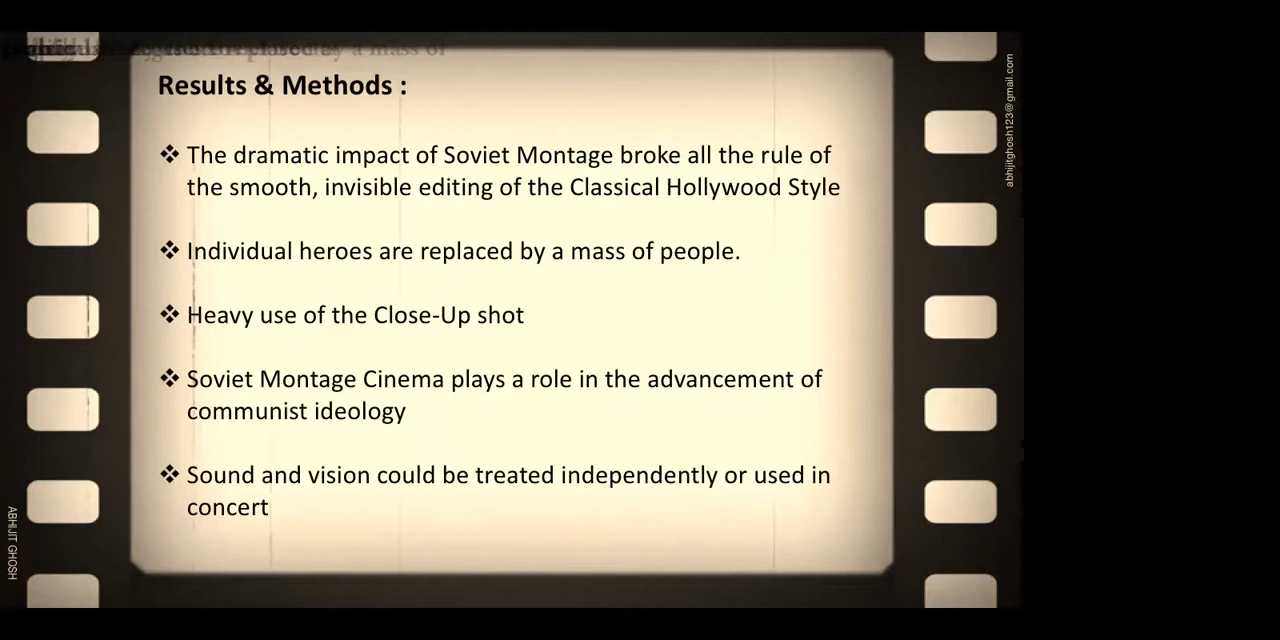 a mass of
Results & Methods :
❖ The dramatic impact of Soviet Montage broke all the rule of
the smooth, invisible editing of the Classical Hollywood Style
❖ Individual heroes are replaced by a mass of people.
❖ Heavy use of the Close-Up shot
❖ Soviet Montage Cinema plays a role in the advancement of
communist ideology
❖ Sound and vision could be treated independently or used in
concert
abhijitghosh123@gmail.com
ABHIJIT GHOSH